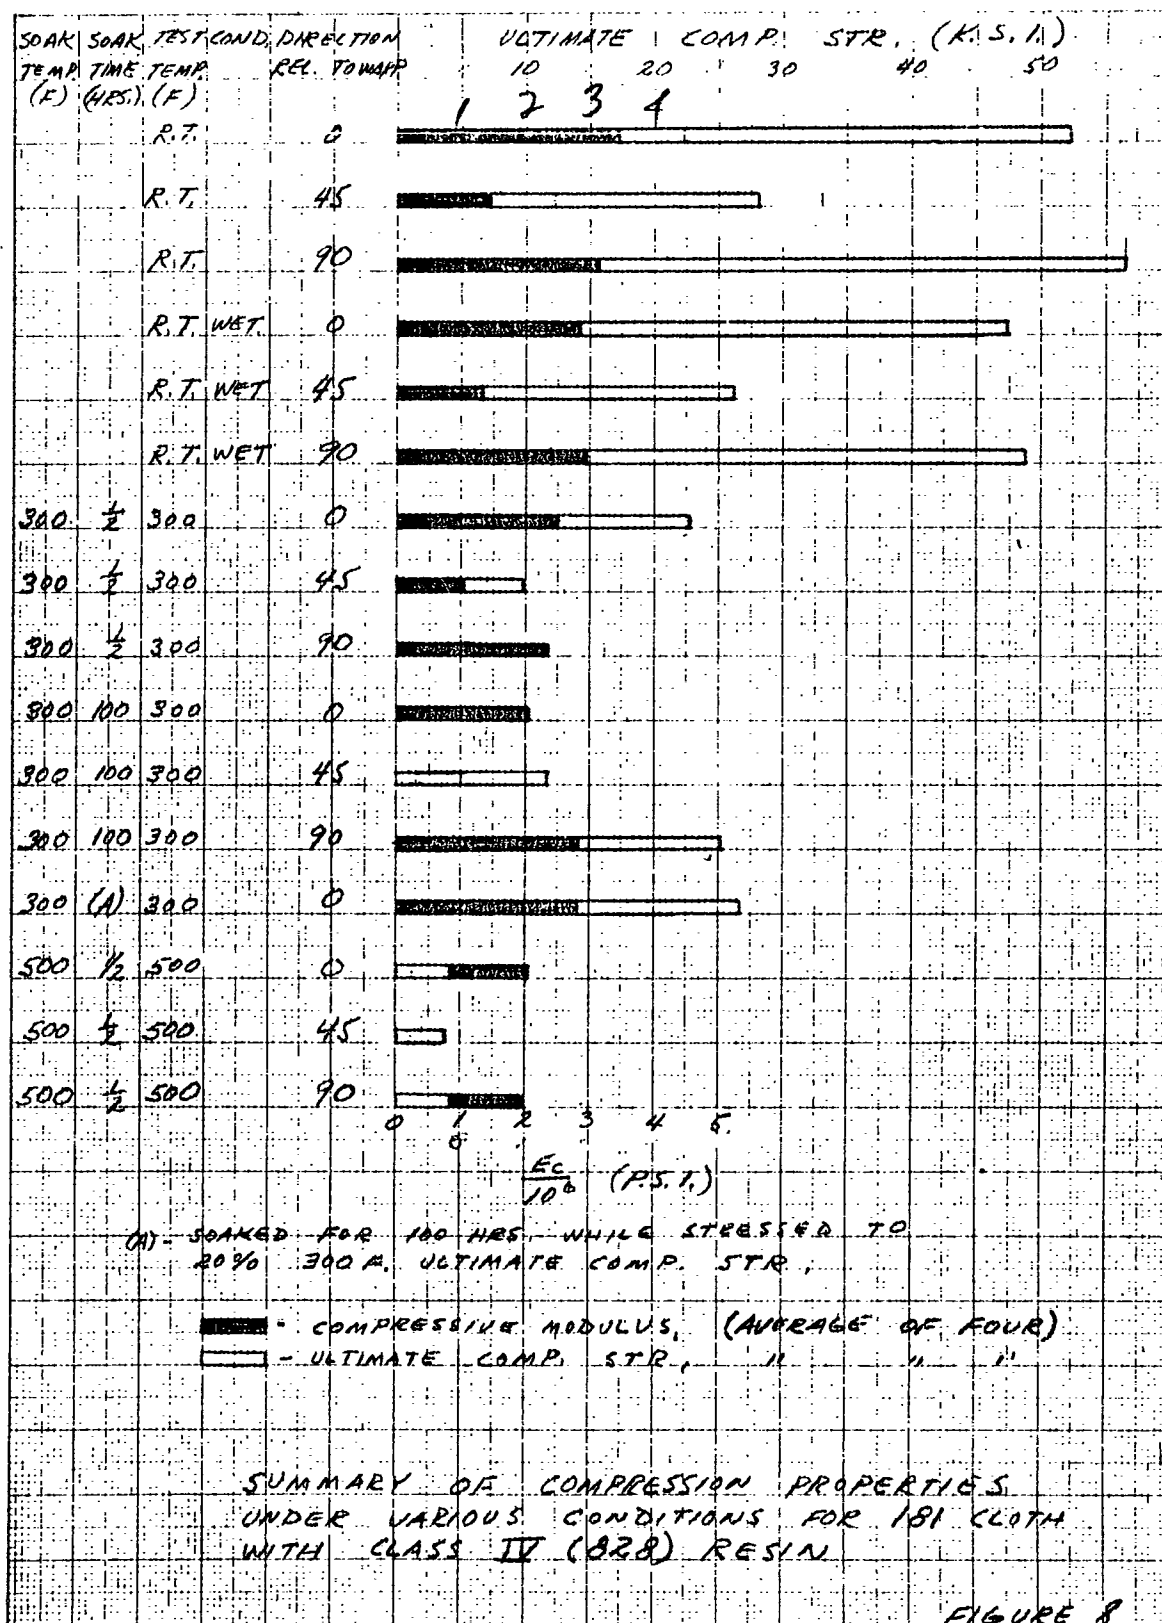 SOAK SOAK TEST COND. DIRECTION ULTIMATE COMP. STR. (K.S.I.)
TEMP. TIME TEMP. REL. TO WARP 10 20 30 40 50
(F) (HRS.) (F)
1 2 3 4
R.T. 0
R.T. 45
R.T. 90
R.T. WET 0
R.T. WET 45
R.T. WET 90
300 1/2 300 0
300 1/2 300 45
300 1/2 300 90
300 100 300 0
300 100 300 45
300 100 300 90
300 (A) 300 0
500 1/2 500 0
500 1/2 500 45
500 1/2 500 90
0 1 2 3 4 5
Ec
10⁶ (P.S.I.)
(A) - SOAKED FOR 100 HRS. WHILE STRESSED TO
20% 300 F. ULTIMATE COMP. STR.
- COMPRESSIVE MODULUS, (AVERAGE OF FOUR)
- ULTIMATE COMP. STR, " " "
SUMMARY OF COMPRESSION PROPERTIES
UNDER VARIOUS CONDITIONS FOR 181 CLOTH
WITH CLASS IV (828) RESIN
FIGURE 8